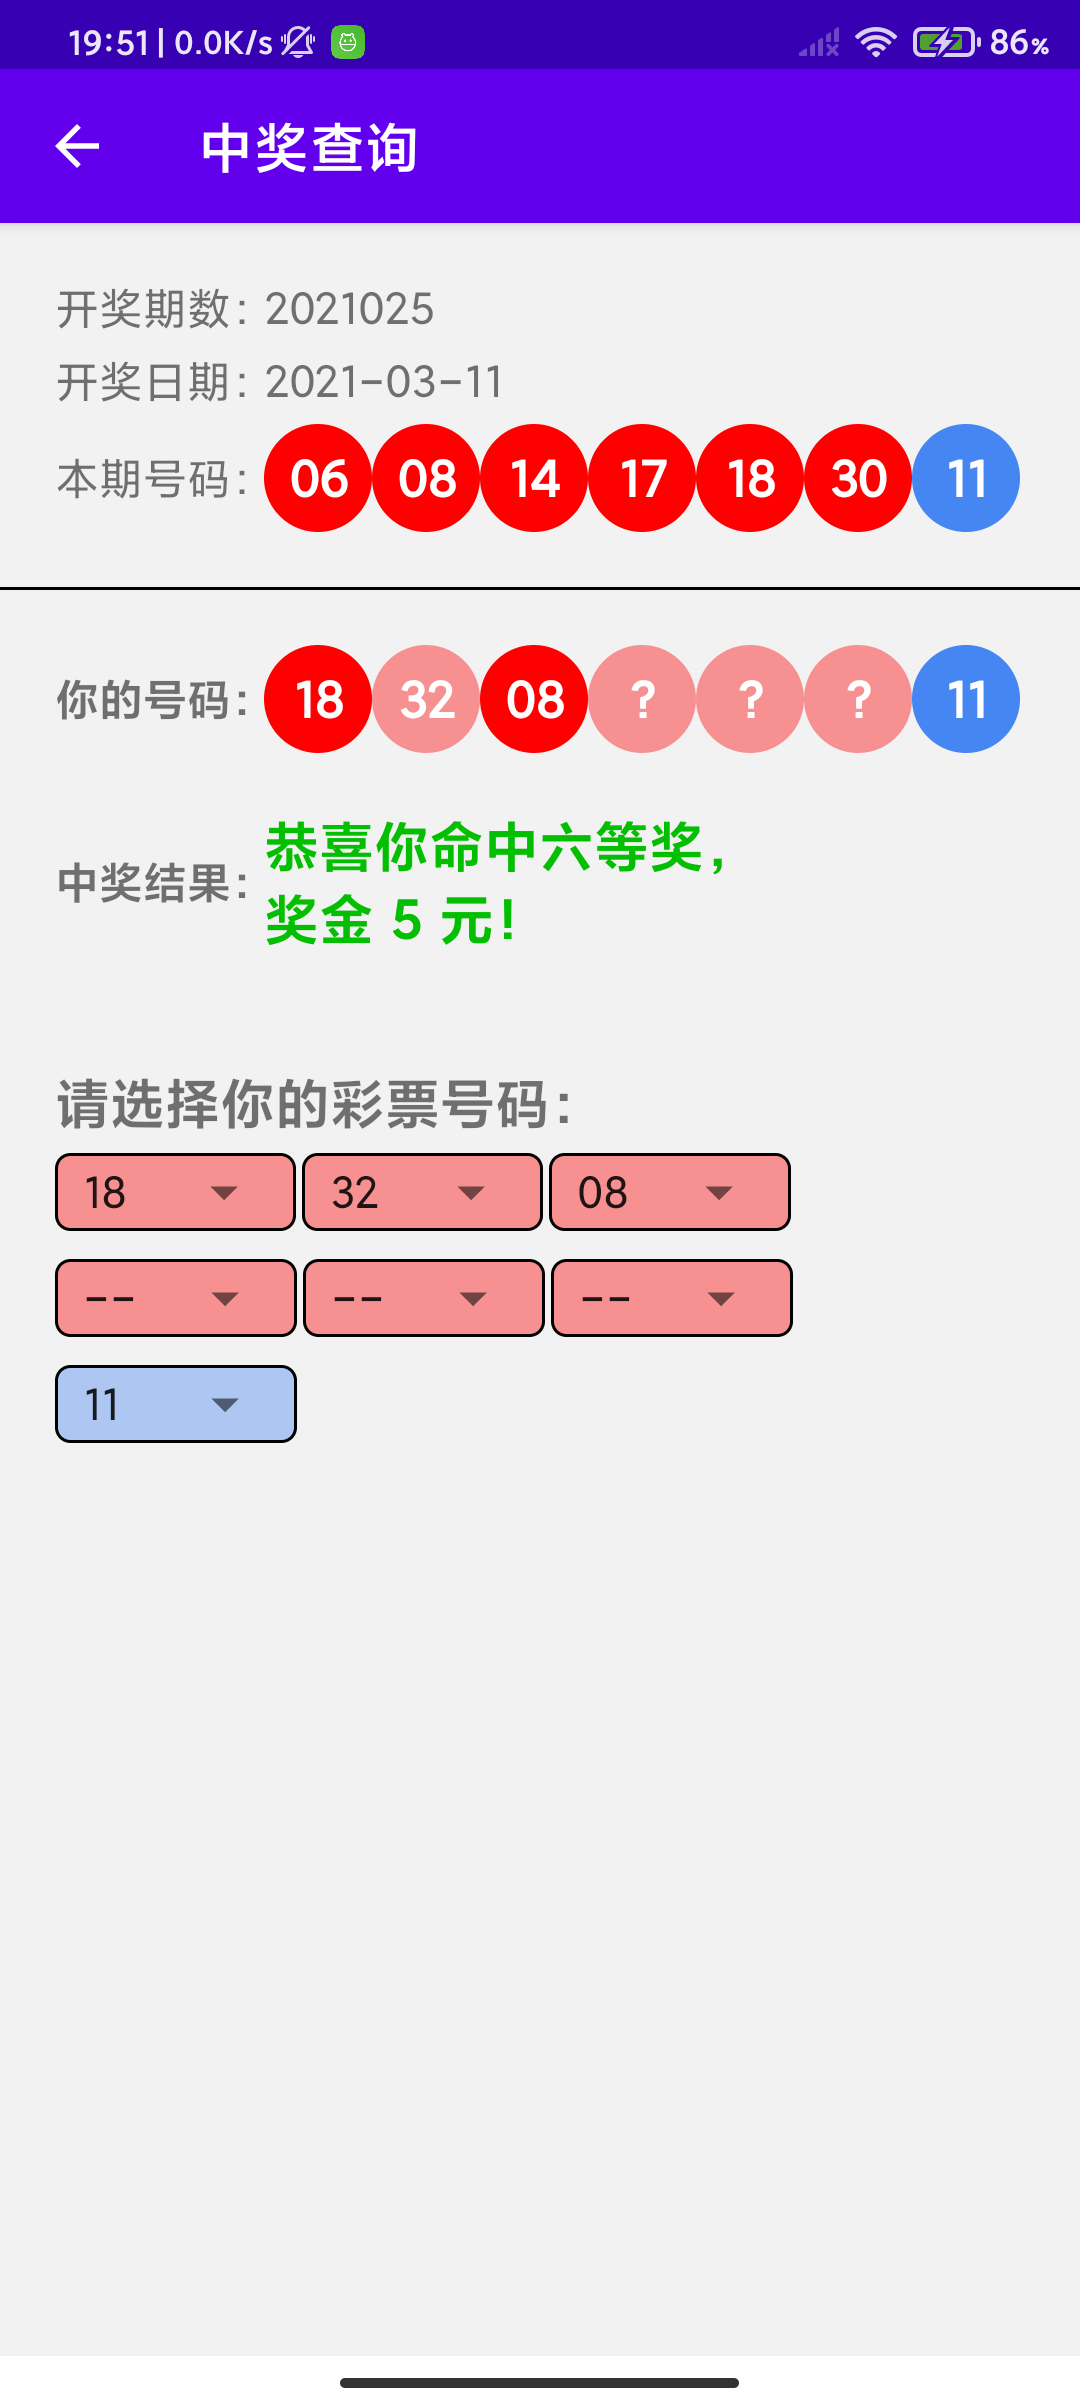 19:51 | 0.0K/s 86%
中奖查询
开奖期数: 2021025
开奖日期: 2021-03-11
本期号码: 06 08 14 17 18 30 11
你的号码: 18 32 08 ? ? ? 11
中奖结果: 恭喜你命中六等奖,
奖金 5 元!
请选择你的彩票号码:
18 32 08
-- -- --
11